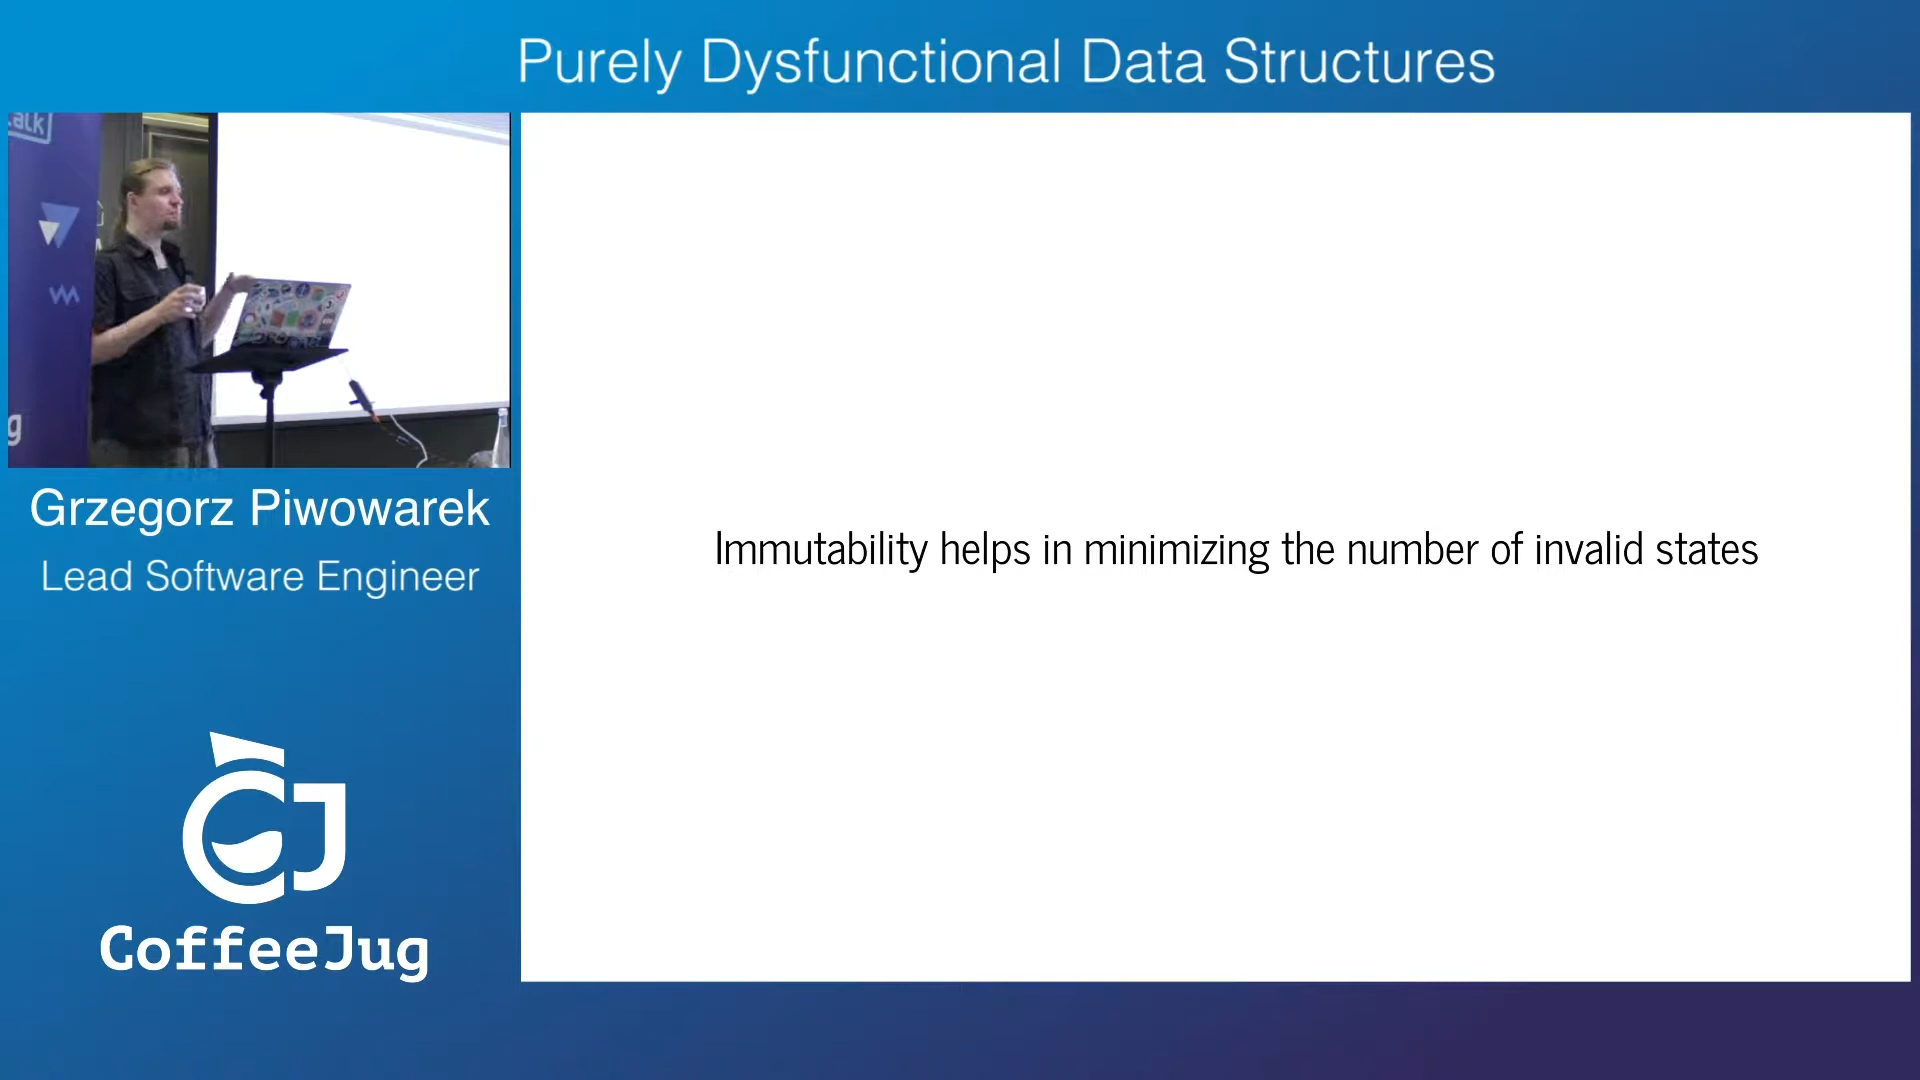 Purely Dysfunctional Data Structures
Grzegorz Piwowarek
Lead Software Engineer
CJ
CoffeeJug
Immutability helps in minimizing the number of invalid states